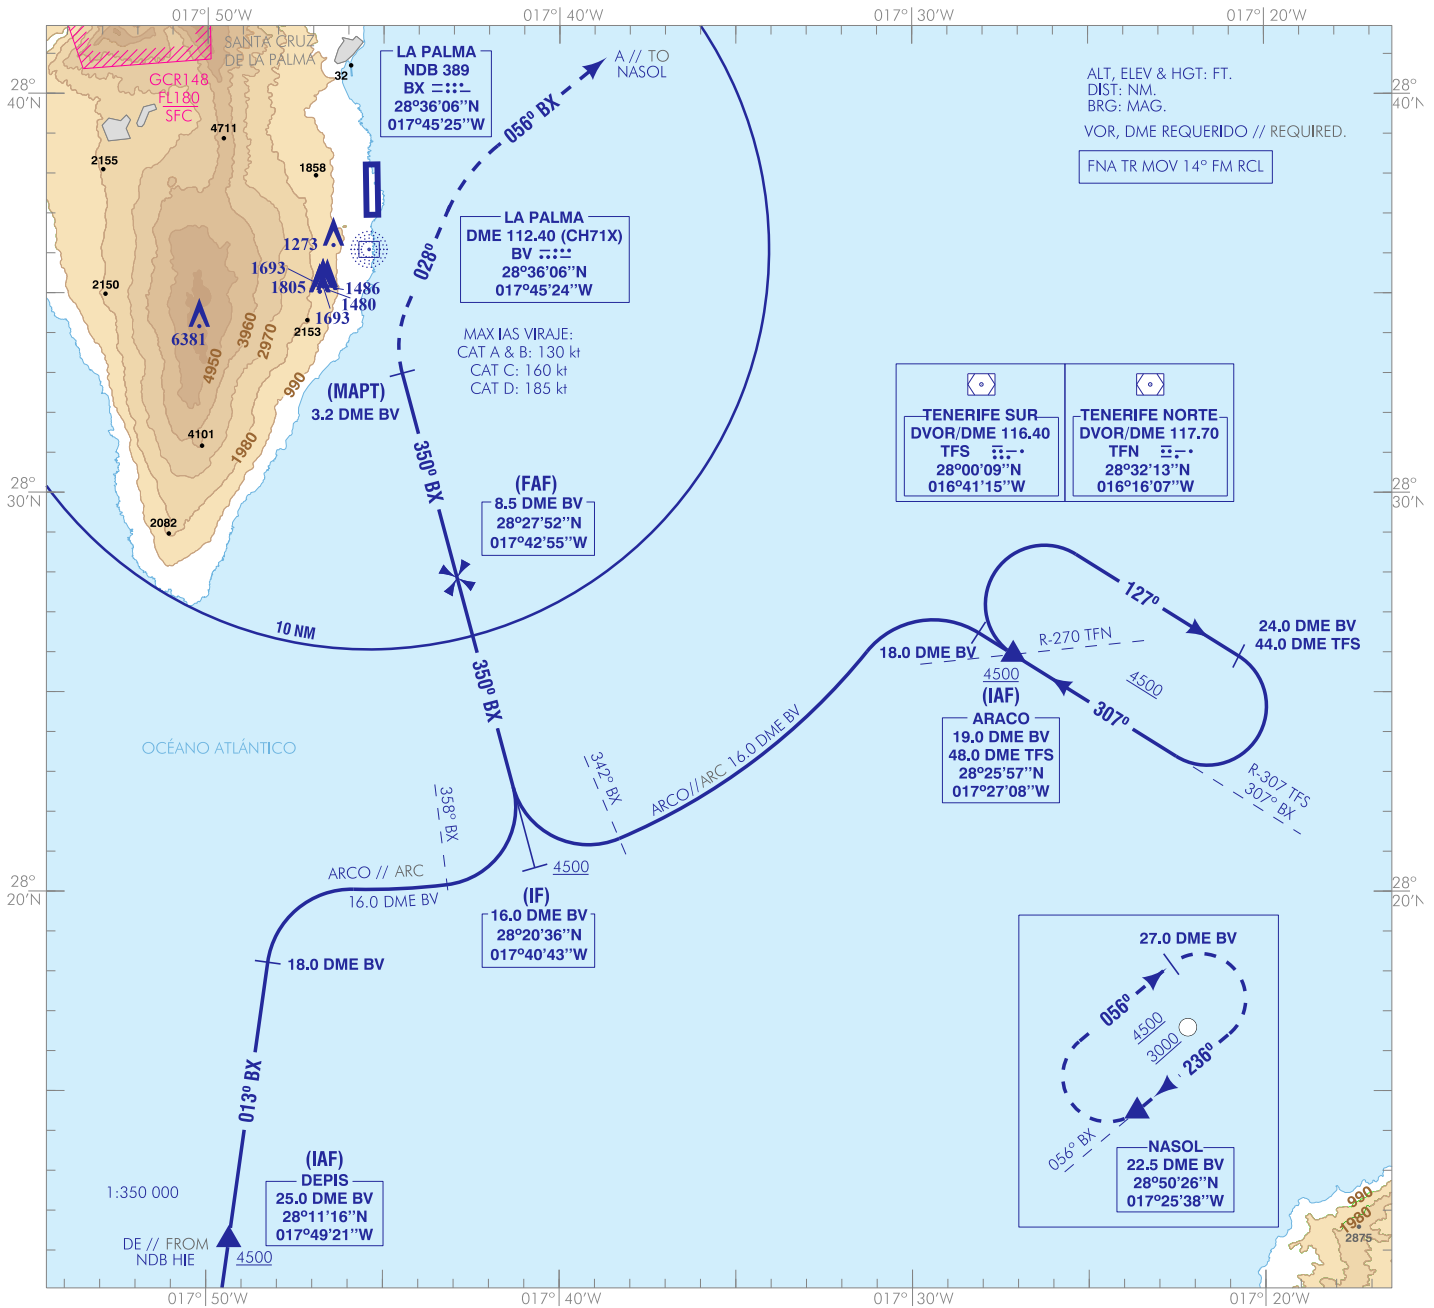 017°50'W
017°40'W
017°30'W
017°20'W
28°
40'N
SANTA CRUZ
DE LA PALMA
GCR148
FL180
SFC
32
4711
2155
1858
LA PALMA
NDB 389
BX
28°36'06''N
017°45'25''W
A // TO
NASOL
056° BX
ALT, ELEV & HGT: FT.
DIST: NM.
BRG: MAG.
VOR, DME REQUERIDO // REQUIRED.
FNA TR MOV 14° FM RCL
28°
40'N
LA PALMA
DME 112.40 (CH71X)
BV
28°36'06''N
017°45'24''W
028°
1273
1693
1805
1486
1480
1693
2150
2153
6381
4950
3960
2970
990
1980
4101
2082
MAX IAS VIRAJE:
CAT A & B: 130 kt
CAT C: 160 kt
CAT D: 185 kt
(MAPT)
3.2 DME BV
350° BX
TENERIFE SUR
DVOR/DME 116.40
TFS
28°00'09''N
016°41'15''W
TENERIFE NORTE
DVOR/DME 117.70
TFN
28°32'13''N
016°16'07''W
28°
30'N
28°
30'N
(FAF)
8.5 DME BV
28°27'52''N
017°42'55''W
10 NM
350° BX
127°
24.0 DME BV
44.0 DME TFS
R-270 TFN
18.0 DME BV
4500
4500
(IAF)
ARACO
19.0 DME BV
48.0 DME TFS
28°25'57''N
017°27'08''W
307°
R-307 TFS
307° BX
OCÉANO ATLÁNTICO
342° BX
358° BX
ARCO//ARC 16.0 DME BV
ARCO // ARC
16.0 DME BV
4500
(IF)
16.0 DME BV
28°20'36''N
017°40'43''W
28°
20'N
28°
20'N
18.0 DME BV
27.0 DME BV
056°
4500
3000
236°
056° BX
NASOL
22.5 DME BV
28°50'26''N
017°25'38''W
013° BX
(IAF)
DEPIS
25.0 DME BV
28°11'16''N
017°49'21''W
1:350 000
DE // FROM
NDB HIE
4500
990
1980
2875
017°50'W
017°40'W
017°30'W
017°20'W